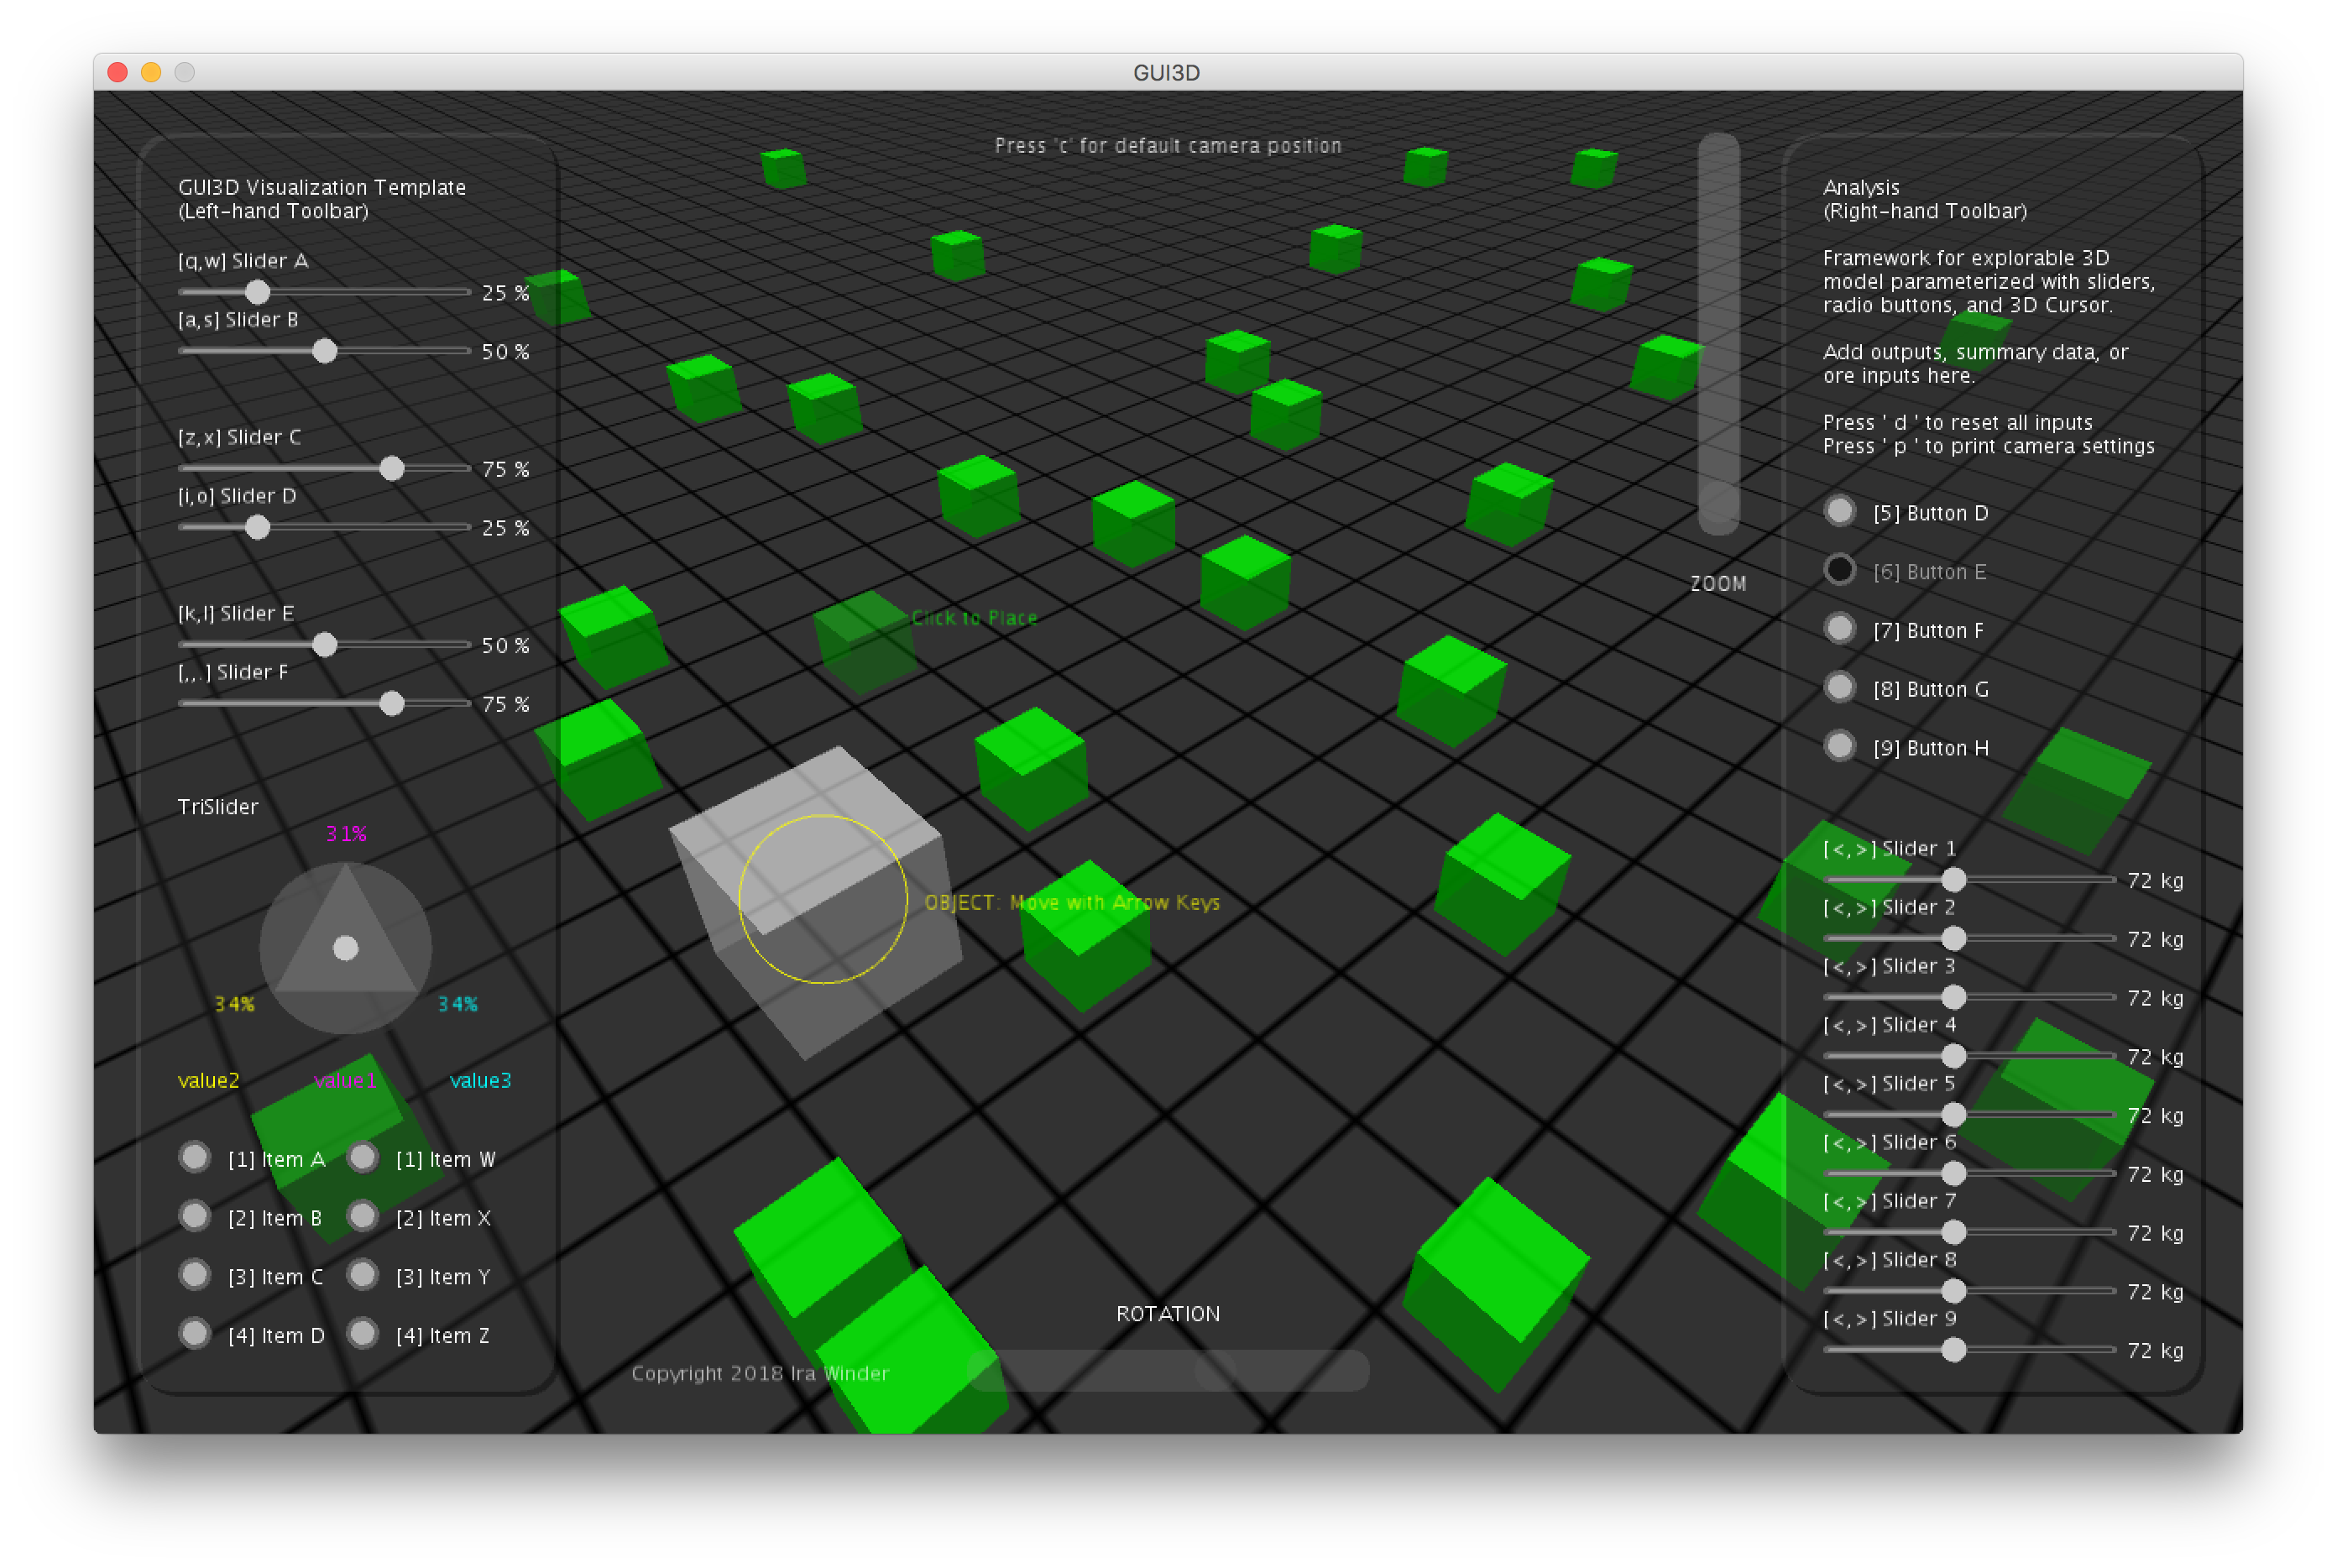 GUI3D
Press 'c' for default camera position
GUI3D Visualization Template
(Left-hand Toolbar)
[q,w] Slider A
25 %
[a,s] Slider B
50 %
[z,x] Slider C
75 %
[i,o] Slider D
25 %
[k,l] Slider E
50 %
[,,.] Slider F
75 %
TriSlider
31%
34%
34%
value2
value1
value3
[1] Item A
[1] Item W
[2] Item B
[2] Item X
[3] Item C
[3] Item Y
[4] Item D
[4] Item Z
Click to Place
OBJECT: Move with Arrow Keys
ZOOM
ROTATION
Copyright 2018 Ira Winder
Analysis
(Right-hand Toolbar)
Framework for explorable 3D
model parameterized with sliders,
radio buttons, and 3D Cursor.
Add outputs, summary data, or
ore inputs here.
Press ' d ' to reset all inputs
Press ' p ' to print camera settings
[5] Button D
[6] Button E
[7] Button F
[8] Button G
[9] Button H
[<,>] Slider 1
72 kg
[<,>] Slider 2
72 kg
[<,>] Slider 3
72 kg
[<,>] Slider 4
72 kg
[<,>] Slider 5
72 kg
[<,>] Slider 6
72 kg
[<,>] Slider 7
72 kg
[<,>] Slider 8
72 kg
[<,>] Slider 9
72 kg